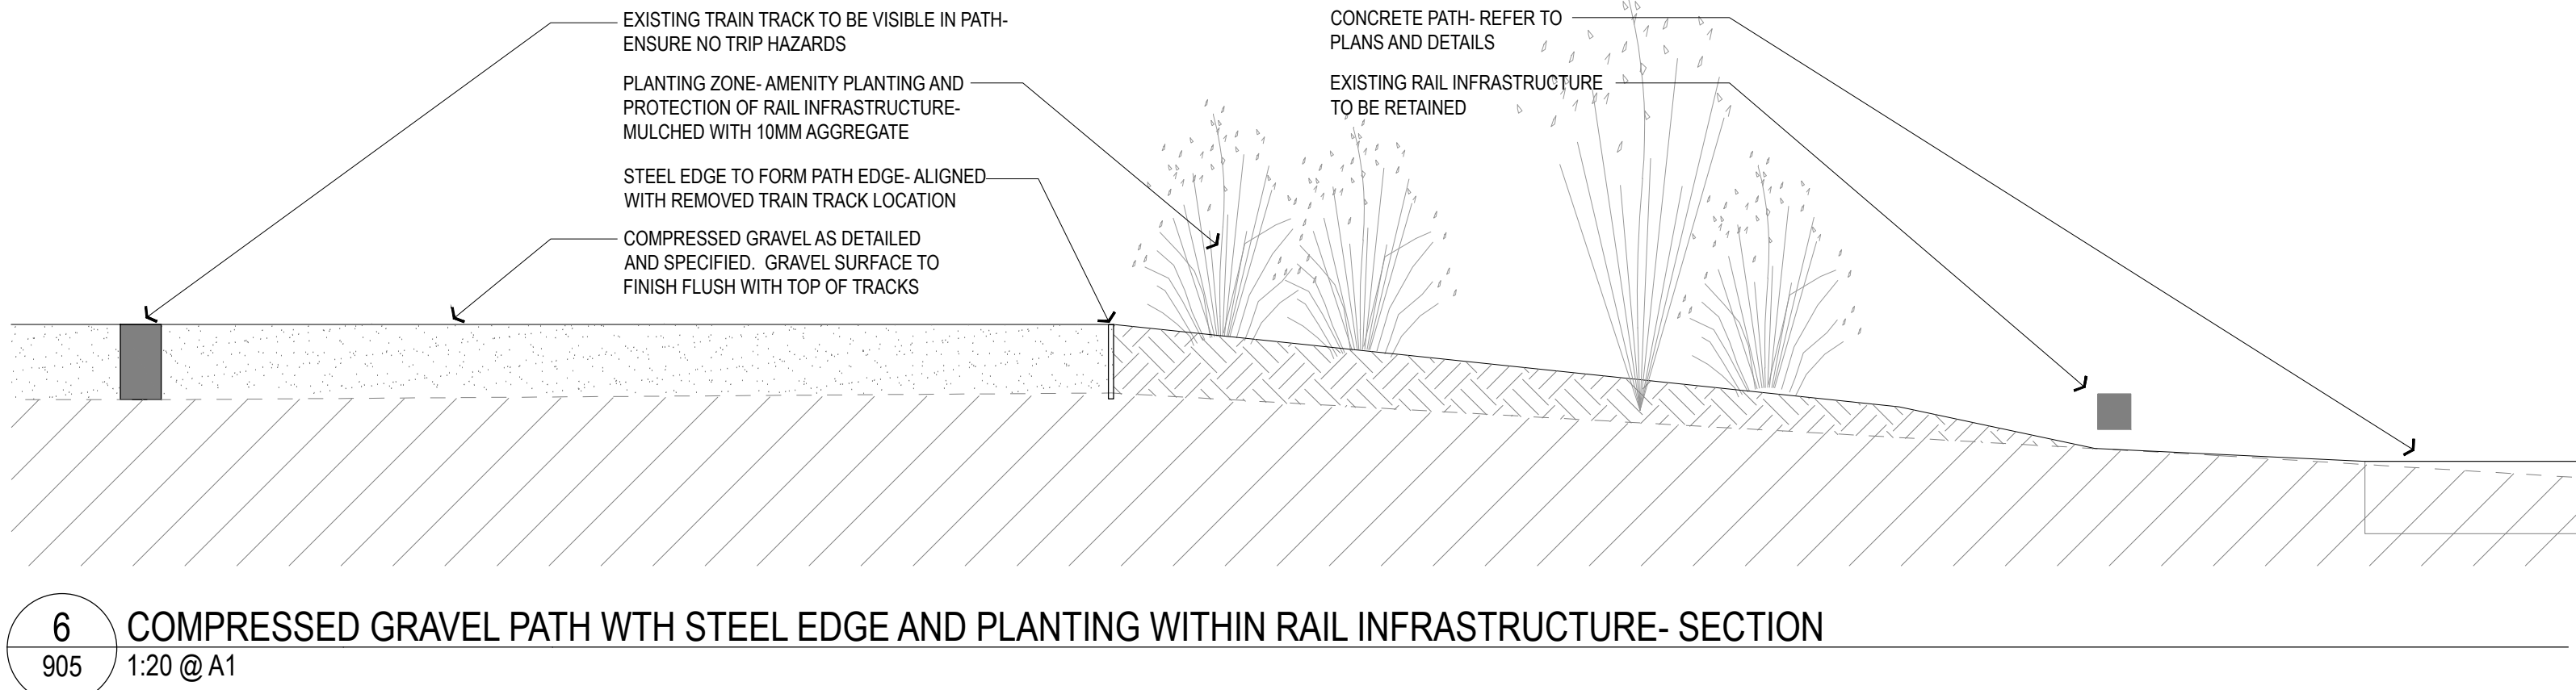 EXISTING TRAIN TRACK TO BE VISIBLE IN PATH-
ENSURE NO TRIP HAZARDS
PLANTING ZONE- AMENITY PLANTING AND
PROTECTION OF RAIL INFRASTRUCTURE-
MULCHED WITH 10MM AGGREGATE
STEEL EDGE TO FORM PATH EDGE- ALIGNED
WITH REMOVED TRAIN TRACK LOCATION
COMPRESSED GRAVEL AS DETAILED
AND SPECIFIED. GRAVEL SURFACE TO
FINISH FLUSH WITH TOP OF TRACKS
CONCRETE PATH- REFER TO
PLANS AND DETAILS
EXISTING RAIL INFRASTRUCTURE
TO BE RETAINED
6
905
COMPRESSED GRAVEL PATH WTH STEEL EDGE AND PLANTING WITHIN RAIL INFRASTRUCTURE- SECTION
1:20 @ A1